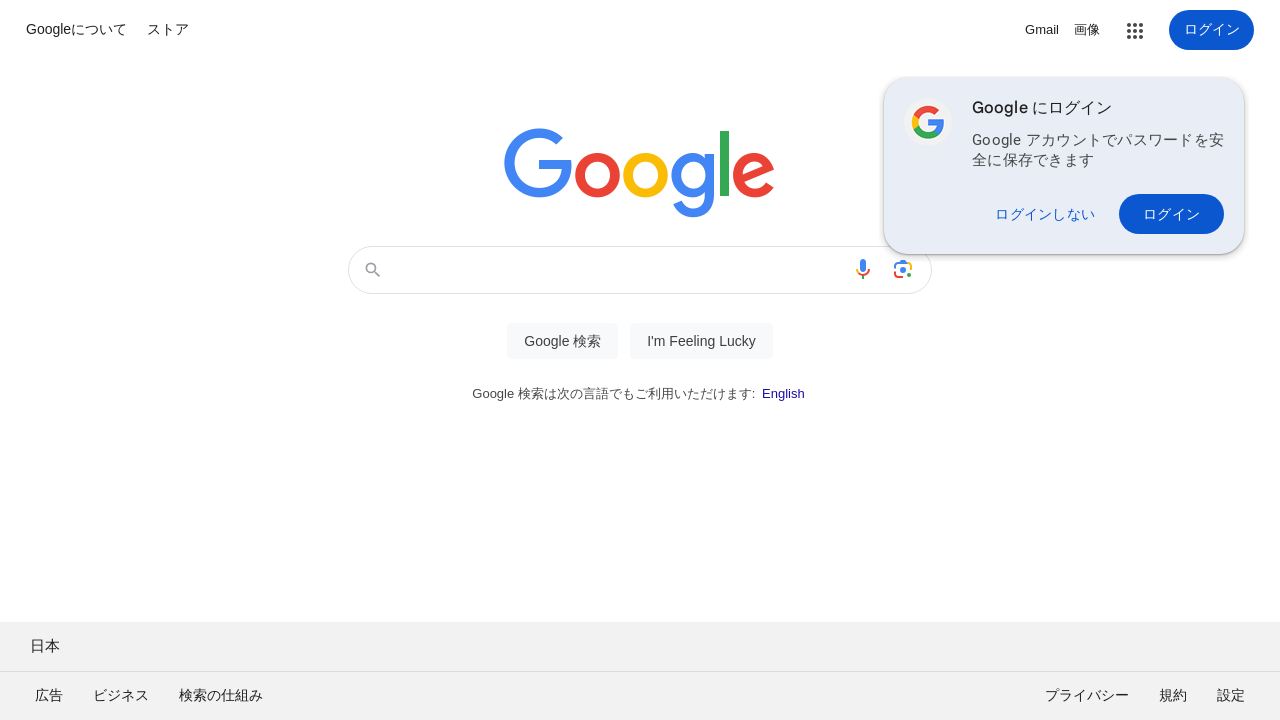 Googleについて ストア Gmail 画像 ログイン
Google にログイン
Google アカウントでパスワードを安
全に保存できます
ログインしない ログイン
Google
Google 検索 I'm Feeling Lucky
Google 検索は次の言語でもご利用いただけます: English
日本
広告 ビジネス 検索の仕組み プライバシー 規約 設定